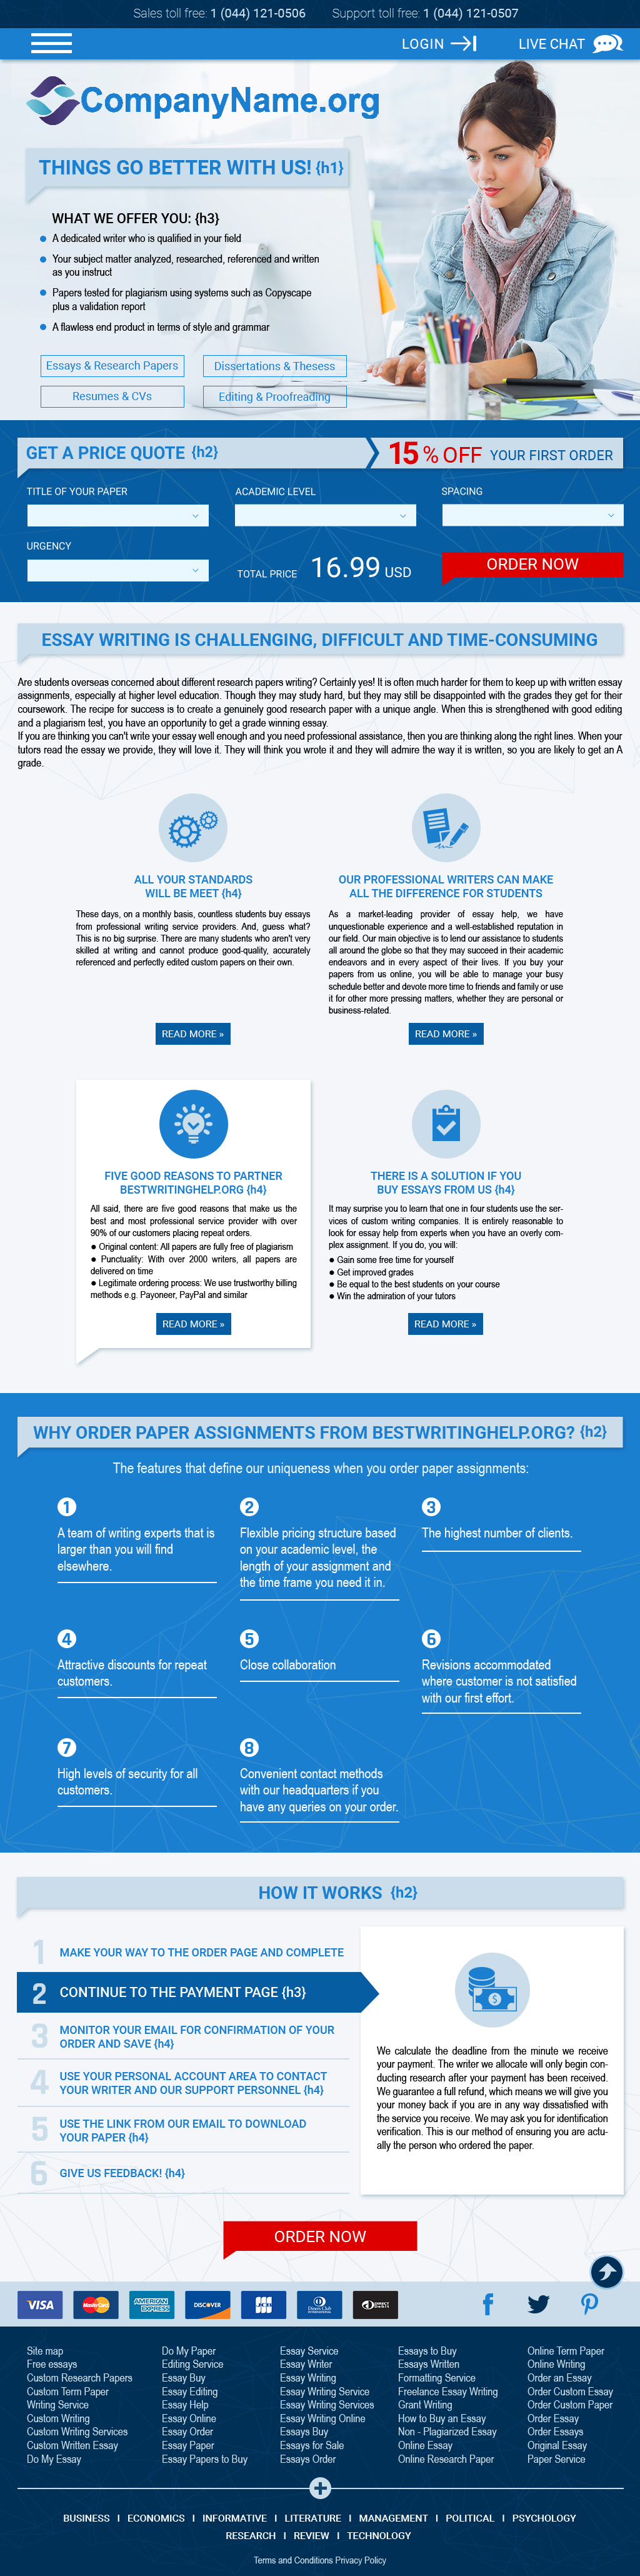 Sales toll free: 1 (044) 121-0506 Support toll free: 1 (044) 121-0507
LOGIN LIVE CHAT
CompanyName.org
THINGS GO BETTER WITH US! {h1}
WHAT WE OFFER YOU: {h3}
A dedicated writer who is qualified in your field
Your subject matter analyzed, researched, referenced and written
as you instruct
Papers tested for plagiarism using systems such as Copyscape
plus a validation report
A flawless end product in terms of style and grammar
Essays & Research Papers Dissertations & Thesess
Resumes & CVs Editing & Proofreading
GET A PRICE QUOTE {h2} 15 % OFF YOUR FIRST ORDER
TITLE OF YOUR PAPER ACADEMIC LEVEL SPACING
URGENCY
TOTAL PRICE 16.99 USD ORDER NOW
ESSAY WRITING IS CHALLENGING, DIFFICULT AND TIME-CONSUMING
Are students overseas concerned about different research papers writing? Certainly yes! It is often much harder for them to keep up with written essay
assignments, especially at higher level education. Though they may study hard, but they may still be disappointed with the grades they get for their
coursework. The recipe for success is to create a genuinely good research paper with a unique angle. When this is strengthened with good editing
and a plagiarism test, you have an opportunity to get a grade winning essay.
If you are thinking you can't write your essay well enough and you need professional assistance, then you are thinking along the right lines. When your
tutors read the essay we provide, they will love it. They will think you wrote it and they will admire the way it is written, so you are likely to get an A
grade.
ALL YOUR STANDARDS
WILL BE MEET {h4}
These days, on a monthly basis, countless students buy essays
from professional writing service providers. And, guess what?
This is no big surprise. There are many students who aren't very
skilled at writing and cannot produce good-quality, accurately
referenced and perfectly edited custom papers on their own.
READ MORE »
OUR PROFESSIONAL WRITERS CAN MAKE
ALL THE DIFFERENCE FOR STUDENTS
As a market-leading provider of essay help, we have
unquestionable experience and a well-established reputation in
our field. Our main objective is to lend our assistance to students
all around the globe so that they may succeed in their academic
endeavors and in every aspect of their lives. If you buy your
papers from us online, you will be able to manage your busy
schedule better and devote more time to friends and family or use
it for other more pressing matters, whether they are personal or
business-related.
READ MORE »
FIVE GOOD REASONS TO PARTNER
BESTWRITINGHELP.ORG {h4}
All said, there are five good reasons that make us the
best and most professional service provider with over
90% of our customers placing repeat orders.
● Original content: All papers are fully free of plagiarism
● Punctuality: With over 2000 writers, all papers are
delivered on time
● Legitimate ordering process: We use trustworthy billing
methods e.g. Payoneer, PayPal and similar
READ MORE »
THERE IS A SOLUTION IF YOU
BUY ESSAYS FROM US {h4}
It may surprise you to learn that one in four students use the ser-
vices of custom writing companies. It is entirely reasonable to
look for essay help from experts when you have an overly com-
plex assignment. If you do, you will:
● Gain some free time for yourself
● Get improved grades
● Be equal to the best students on your course
● Win the admiration of your tutors
READ MORE »
WHY ORDER PAPER ASSIGNMENTS FROM BESTWRITINGHELP.ORG? {h2}
The features that define our uniqueness when you order paper assignments:
1
A team of writing experts that is
larger than you will find
elsewhere.
2
Flexible pricing structure based
on your academic level, the
length of your assignment and
the time frame you need it in.
3
The highest number of clients.
4
Attractive discounts for repeat
customers.
5
Close collaboration
6
Revisions accommodated
where customer is not satisfied
with our first effort.
7
High levels of security for all
customers.
8
Convenient contact methods
with our headquarters if you
have any queries on your order.
HOW IT WORKS {h2}
1 MAKE YOUR WAY TO THE ORDER PAGE AND COMPLETE
2 CONTINUE TO THE PAYMENT PAGE {h3}
3 MONITOR YOUR EMAIL FOR CONFIRMATION OF YOUR
ORDER AND SAVE {h4}
4 USE YOUR PERSONAL ACCOUNT AREA TO CONTACT
YOUR WRITER AND OUR SUPPORT PERSONNEL {h4}
5 USE THE LINK FROM OUR EMAIL TO DOWNLOAD
YOUR PAPER {h4}
6 GIVE US FEEDBACK! {h4}
$
We calculate the deadline from the minute we receive
your payment. The writer we allocate will only begin con-
ducting research after your payment has been received.
We guarantee a full refund, which means we will give you
your money back if you are in any way dissatisfied with
the service you receive. We may ask you for identification
verification. This is our method of ensuring you are actu-
ally the person who ordered the paper.
ORDER NOW
VISA MasterCard AMERICAN EXPRESS DISCOVER JCB Diners Club INTERNATIONAL DIRECT
Site map Do My Paper Essay Service Essays to Buy Online Term Paper
Free essays Editing Service Essay Writer Essays Written Online Writing
Custom Research Papers Essay Buy Essay Writing Formatting Service Order an Essay
Custom Term Paper Essay Editing Essay Writing Service Freelance Essay Writing Order Custom Essay
Writing Service Essay Help Essay Writing Services Grant Writing Order Custom Paper
Custom Writing Essay Online Essay Writing Online How to Buy an Essay Order Essay
Custom Writing Services Essay Order Essays Buy Non - Plagiarized Essay Order Essays
Custom Written Essay Essay Paper Essays for Sale Online Essay Original Essay
Do My Essay Essay Papers to Buy Essays Order Online Research Paper Paper Service
BUSINESS I ECONOMICS I INFORMATIVE I LITERATURE I MANAGEMENT I POLITICAL I PSYCHOLOGY
RESEARCH I REVIEW I TECHNOLOGY
Terms and Conditions Privacy Policy